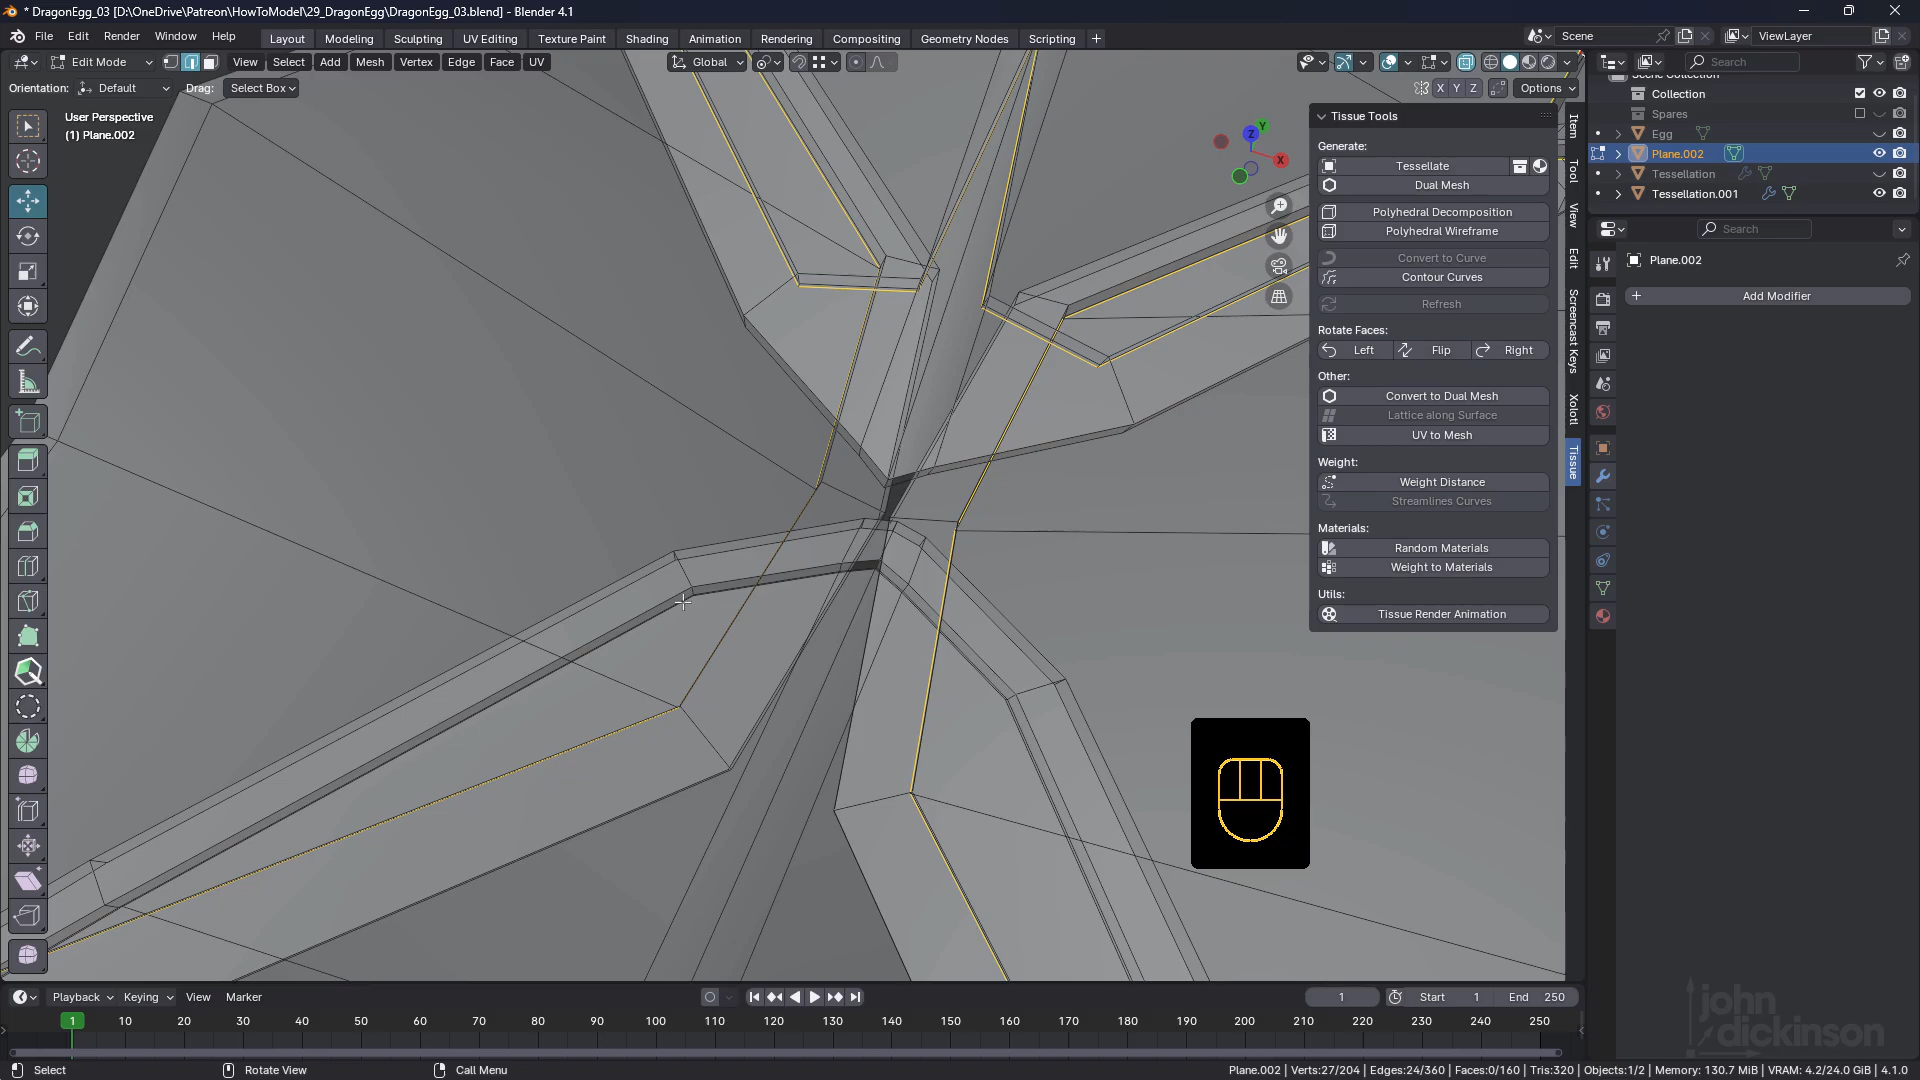 * DragonEgg_03 [D:\OneDrive\Patreon\HowToModel\29_DragonEgg\DragonEgg_03.blend] - Blender 4.1
File Edit Render Window Help
Layout Modeling Sculpting UV Editing Texture Paint Shading Animation Rendering Compositing Geometry Nodes Scripting +
Scene
ViewLayer
Edit Mode
View Select Add Mesh Vertex Edge Face UV
Global
Search
Orientation: Default Drag: Select Box
X Y Z Options
User Perspective
(1) Plane.002
Z Y X
Tissue Tools
Generate:
Tessellate
Dual Mesh
Polyhedral Decomposition
Polyhedral Wireframe
Convert to Curve
Contour Curves
Refresh
Rotate Faces:
Left Flip Right
Other:
Convert to Dual Mesh
Lattice along Surface
UV to Mesh
Weight:
Weight Distance
Streamlines Curves
Materials:
Random Materials
Weight to Materials
Utils:
Tissue Render Animation
Item
Tool
View
Edit
Screencast Keys
Xolotl
Tissue
Scene Collection
Collection
Spares
Egg
Plane.002
Tessellation
Tessellation.001
Search
Plane.002
+ Add Modifier
Playback Keying View Marker
1 Start 1 End 250
1 10 20 30 40 50 60 70 80 90 100 110 120 130 140 150 160 170 180 190 200 210 220 230 240 250
john
dickinson
Select Rotate View Call Menu
Plane.002 | Verts:27/204 | Edges:24/360 | Faces:0/160 | Tris:320 | Objects:1/2 | Memory: 130.7 MiB | VRAM: 4.2/24.0 GiB | 4.1.0